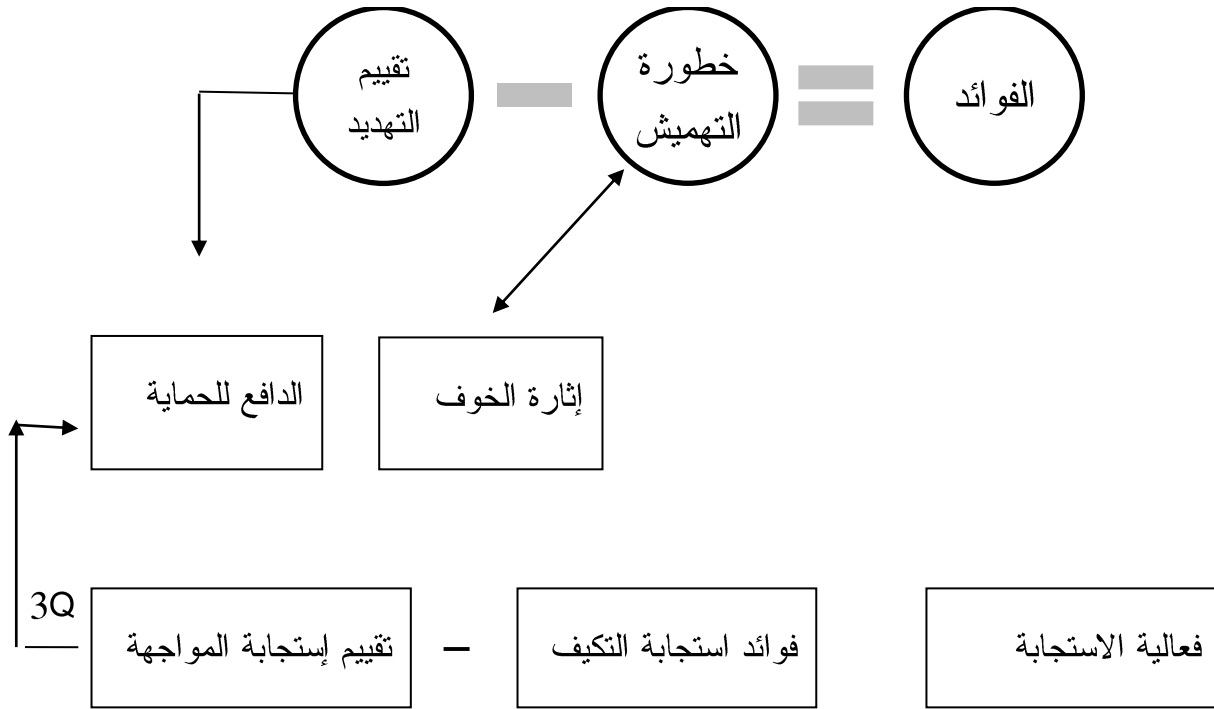 الفوائد
خطورة
التهميش
تقييم
التهديد
إثارة الخوف
الدافع للحماية
فعالية الاستجابة
فوائد استجابة التكيف
–
تقييم إستجابة المواجهة
3Q